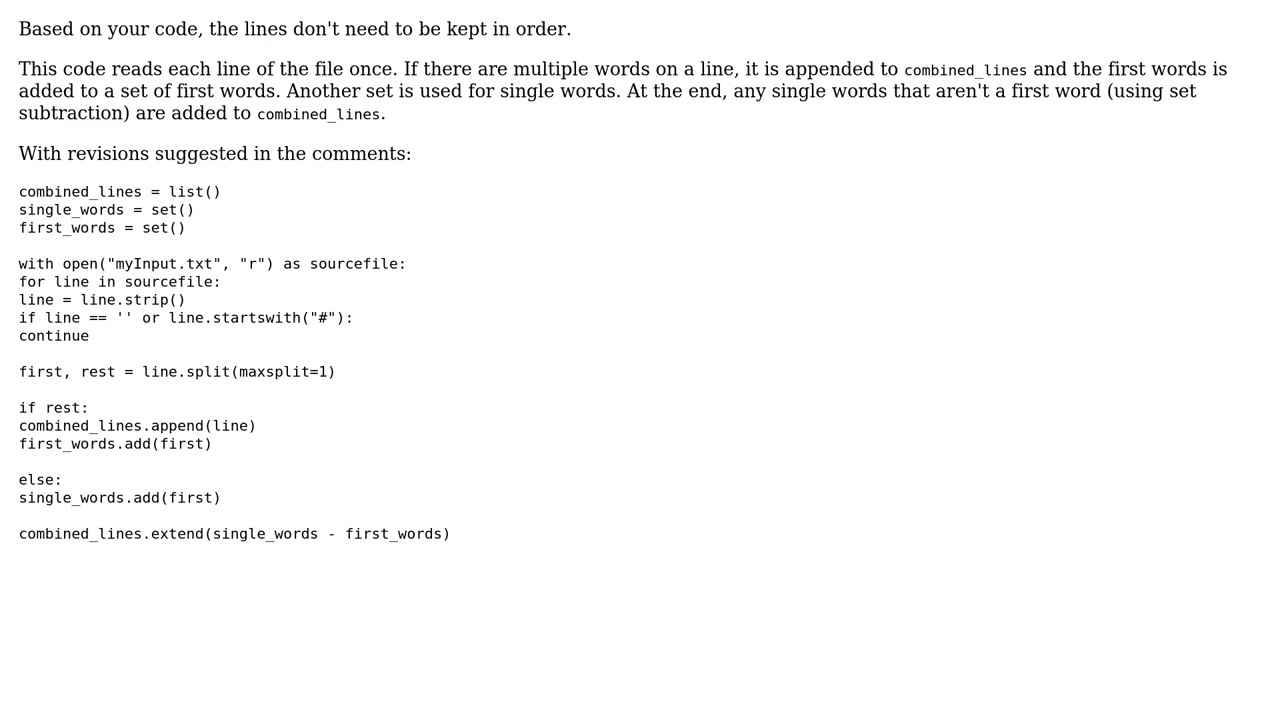 Based on your code, the lines don't need to be kept in order.
This code reads each line of the file once. If there are multiple words on a line, it is appended to combined_lines and the first words is
added to a set of first words. Another set is used for single words. At the end, any single words that aren't a first word (using set
subtraction) are added to combined_lines.
With revisions suggested in the comments:
combined_lines = list()
single_words = set()
first_words = set()
with open("myInput.txt", "r") as sourcefile:
for line in sourcefile:
line = line.strip()
if line == '' or line.startswith("#"):
continue
first, rest = line.split(maxsplit=1)
if rest:
combined_lines.append(line)
first_words.add(first)
else:
single_words.add(first)
combined_lines.extend(single_words - first_words)